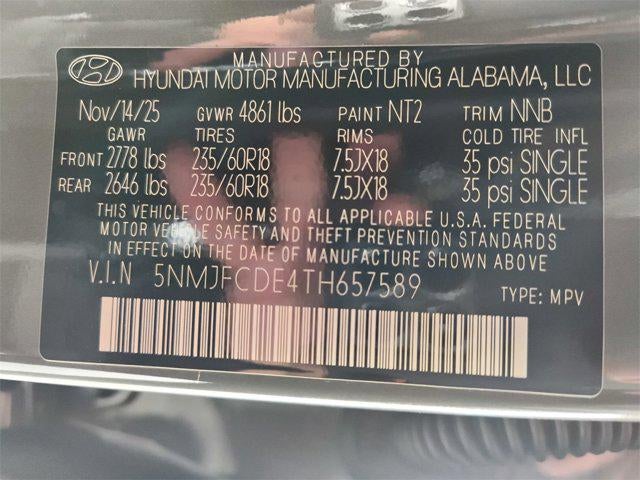 MANUFACTURED BY
HYUNDAI MOTOR MANUFACTURING ALABAMA, LLC
Nov/14/25 GVWR 4861 lbs PAINT NT2 TRIM NNB
GAWR TIRES RIMS COLD TIRE INFL
FRONT 2778 lbs 235/60R18 7.5JX18 35 psi SINGLE
REAR 2646 lbs 235/60R18 7.5JX18 35 psi SINGLE
THIS VEHICLE CONFORMS TO ALL APPLICABLE U.S.A. FEDERAL
MOTOR VEHICLE SAFETY AND THEFT PREVENTION STANDARDS
IN EFFECT ON THE DATE OF MANUFACTURE SHOWN ABOVE
V.I.N 5NMJFCDE4TH657589 TYPE: MPV